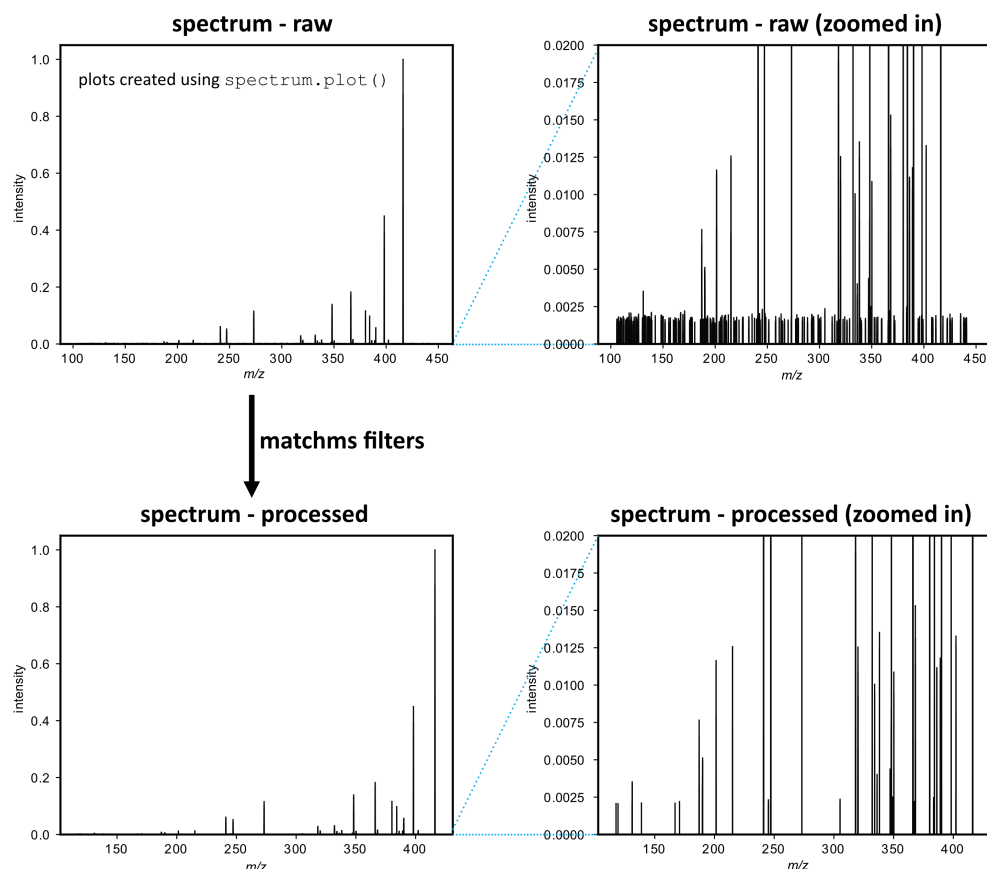 spectrum - raw
spectrum - raw (zoomed in)
plots created using spectrum.plot()
intensity
1.0
0.8
0.6
0.4
0.2
0.0
100 150 200 250 300 350 400 450
m/z
intensity
0.0200
0.0175
0.0150
0.0125
0.0100
0.0075
0.0050
0.0025
0.0000
100 150 200 250 300 350 400 450
m/z
matchms filters
spectrum - processed
spectrum - processed (zoomed in)
intensity
1.0
0.8
0.6
0.4
0.2
0.0
150 200 250 300 350 400
m/z
intensity
0.0200
0.0175
0.0150
0.0125
0.0100
0.0075
0.0050
0.0025
0.0000
150 200 250 300 350 400
m/z